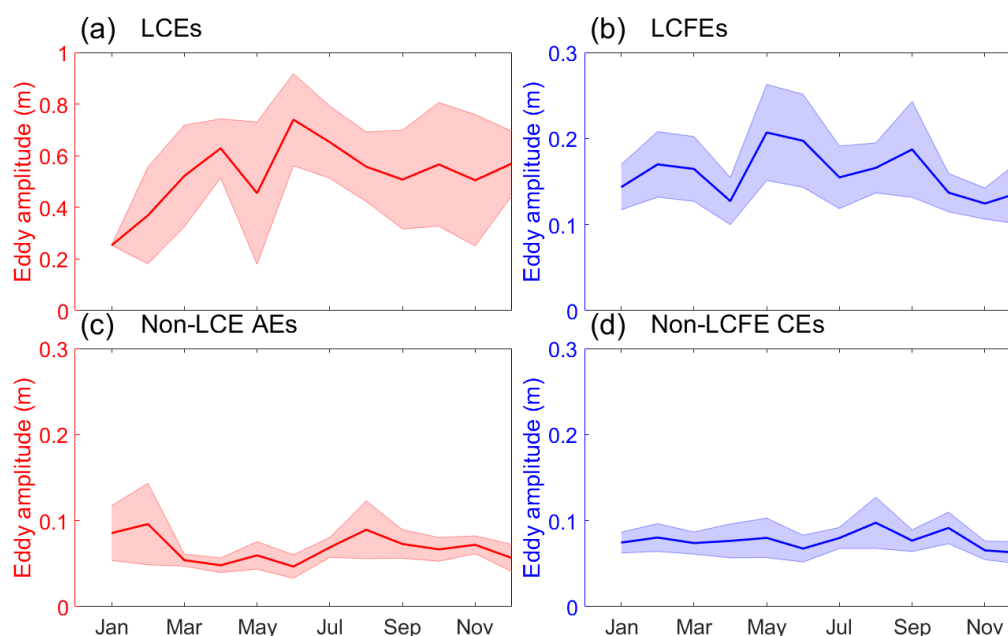 (a) LCEs
Eddy amplitude (m)
1
0.8
0.6
0.4
0.2
0
(b) LCFEs
Eddy amplitude (m)
0.3
0.2
0.1
0
(c) Non-LCE AEs
Eddy amplitude (m)
0.3
0.2
0.1
0
Jan Mar May Jul Sep Nov
(d) Non-LCFE CEs
Eddy amplitude (m)
0.3
0.2
0.1
0
Jan Mar May Jul Sep Nov